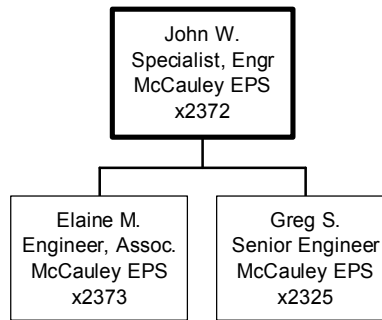 John W.
Specialist, Engr
McCauley EPS
x2372
Elaine M.
Engineer, Assoc.
McCauley EPS
x2373
Greg S.
Senior Engineer
McCauley EPS
x2325